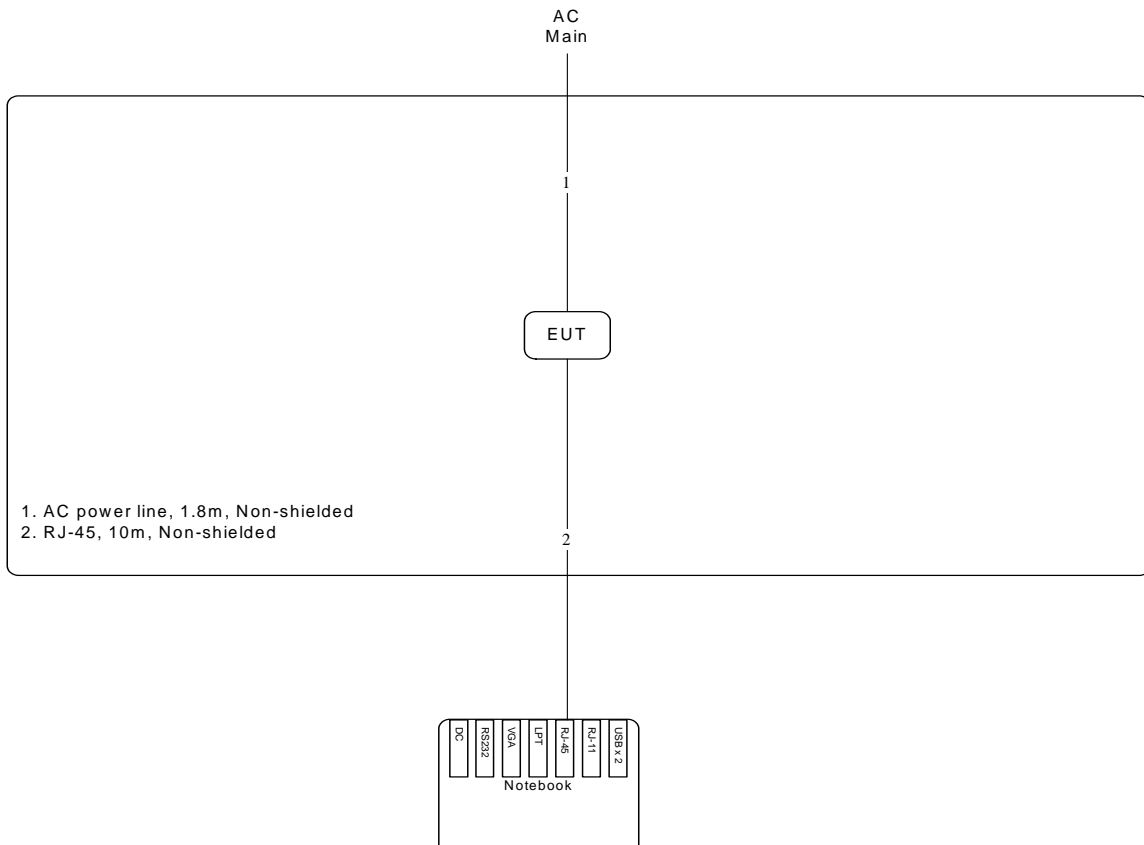 AC
Main
1
EUT
1. AC power line, 1.8m, Non-shielded
2. RJ-45, 10m, Non-shielded
2
DC
RS232
VGA
LPT
RJ-45
RJ-11
USB x 2
Notebook